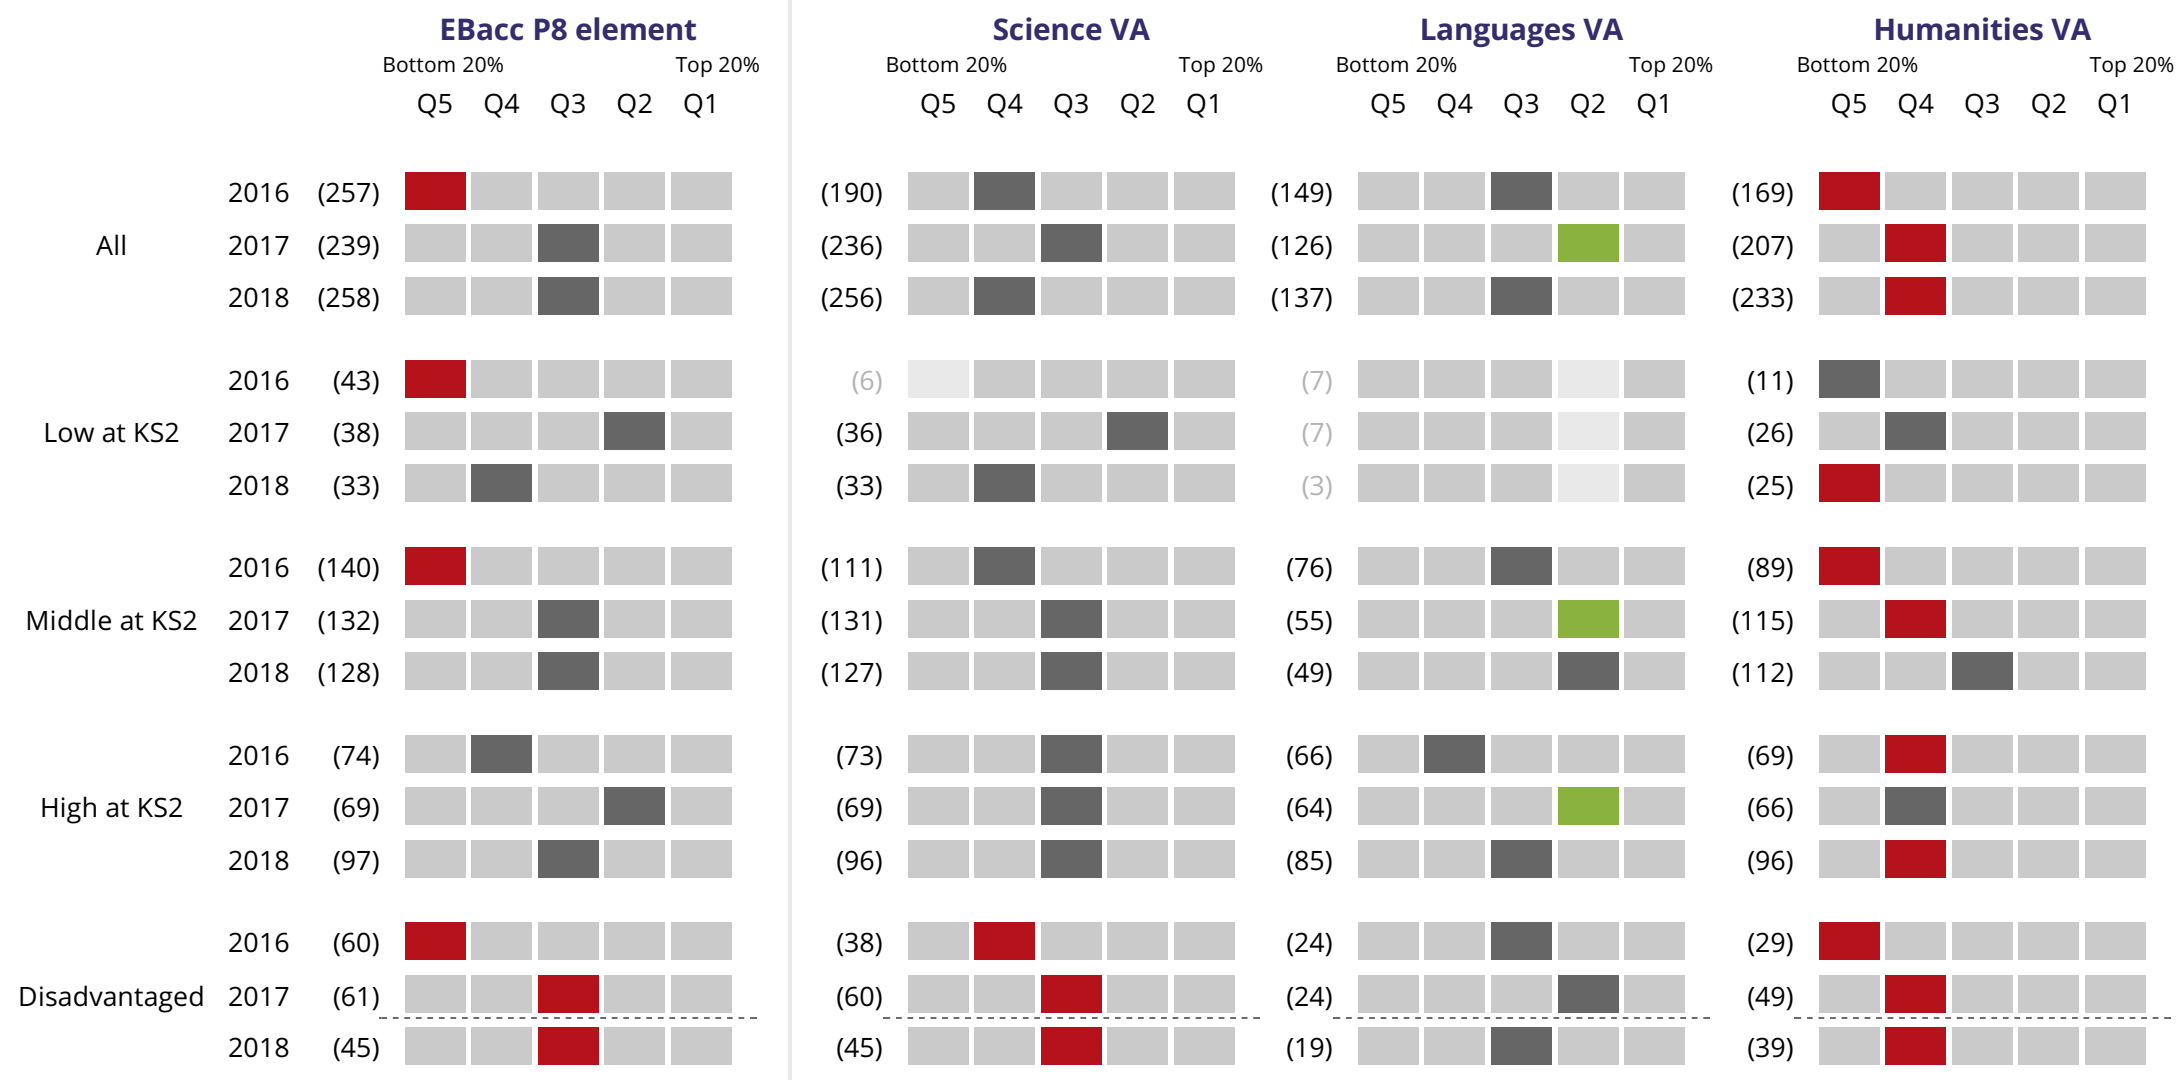 EBacc P8 element Science VA Languages VA Humanities VA
Bottom 20% Top 20% Bottom 20% Top 20% Bottom 20% Top 20% Bottom 20% Top 20%
Q5 Q4 Q3 Q2 Q1 Q5 Q4 Q3 Q2 Q1 Q5 Q4 Q3 Q2 Q1 Q5 Q4 Q3 Q2 Q1
2016 (257) (190) (149) (169)
All 2017 (239) (236) (126) (207)
2018 (258) (256) (137) (233)
2016 (43) (6) (7) (11)
Low at KS2 2017 (38) (36) (7) (26)
2018 (33) (33) (3) (25)
2016 (140) (111) (76) (89)
Middle at KS2 2017 (132) (131) (55) (115)
2018 (128) (127) (49) (112)
2016 (74) (73) (66) (69)
High at KS2 2017 (69) (69) (64) (66)
2018 (97) (96) (85) (96)
2016 (60) (38) (24) (29)
Disadvantaged 2017 (61) (60) (24) (49)
2018 (45) (45) (19) (39)